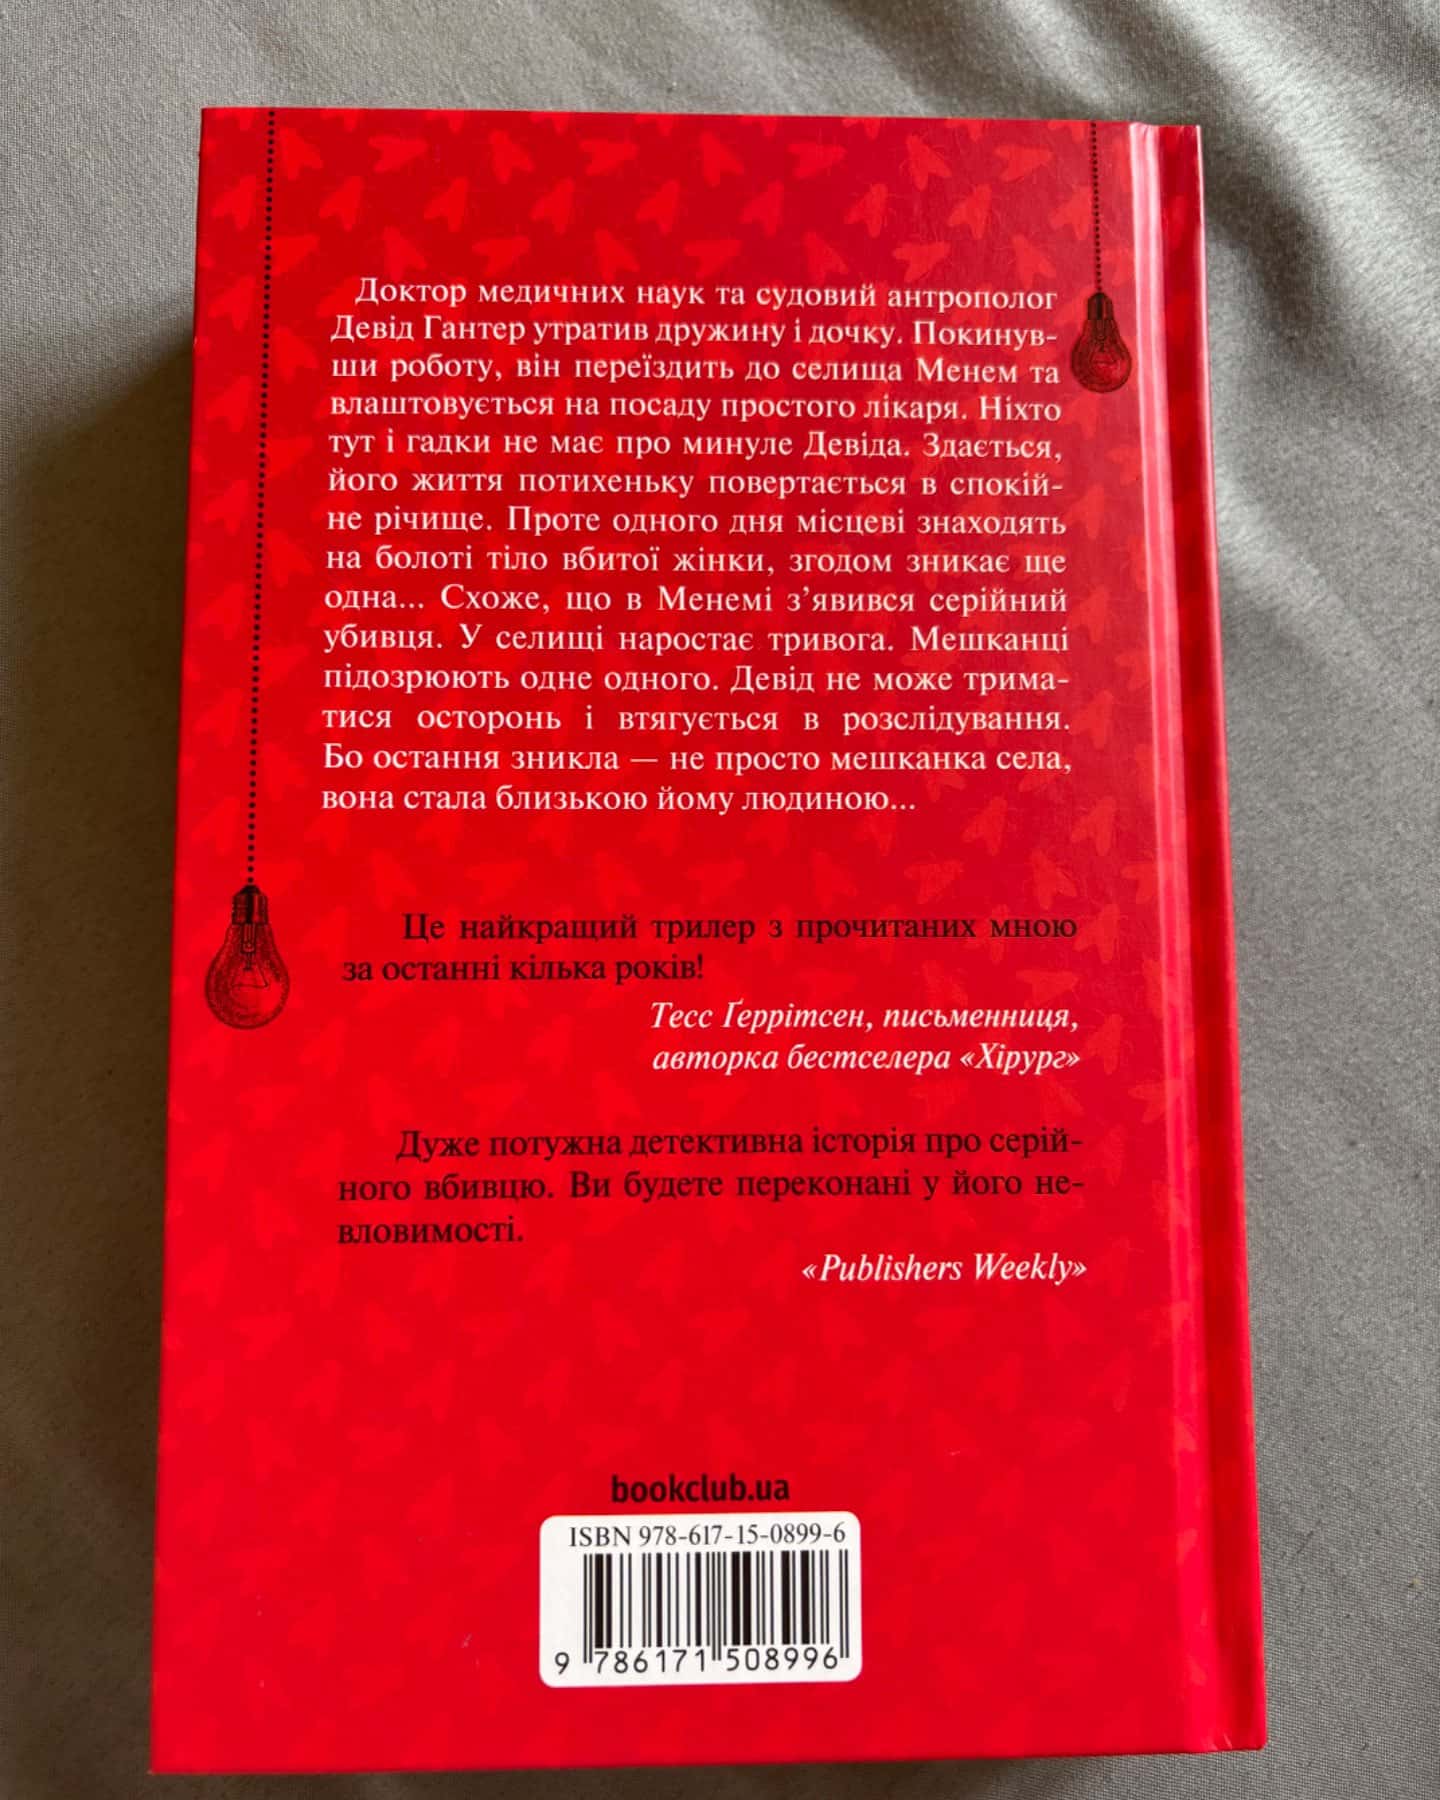 Доктор медичних наук та судовий антрополог
Девід Гантер утратив дружину і дочку. Покинув-
ши роботу, він переїздить до селища Менем та
влаштовується на посаду простого лікаря. Ніхто
тут і гадки не має про минуле Девіда. Здається,
його життя потихеньку повертається в спокій-
не річище. Проте одного дня місцеві знаходять
на болоті тіло вбитої жінки, згодом зникає ще
одна... Схоже, що в Менемі з’явився серійний
убивця. У селищі наростає тривога. Мешканці
підозрюють одне одного. Девід не може трима-
тися осторонь і втягується в розслідування.
Бо остання зникла — не просто мешканка села,
вона стала близькою йому людиною...
Це найкращий трилер з прочитаних мною
за останні кілька років!
Тесс Ґеррітсен, письменниця,
авторка бестселера «Хірург»
Дуже потужна детективна історія про серій-
ного вбивцю. Ви будете переконані у його не-
вловимості.
«Publishers Weekly»
bookclub.ua
ISBN 978-617-15-0899-6
9 786171 508996